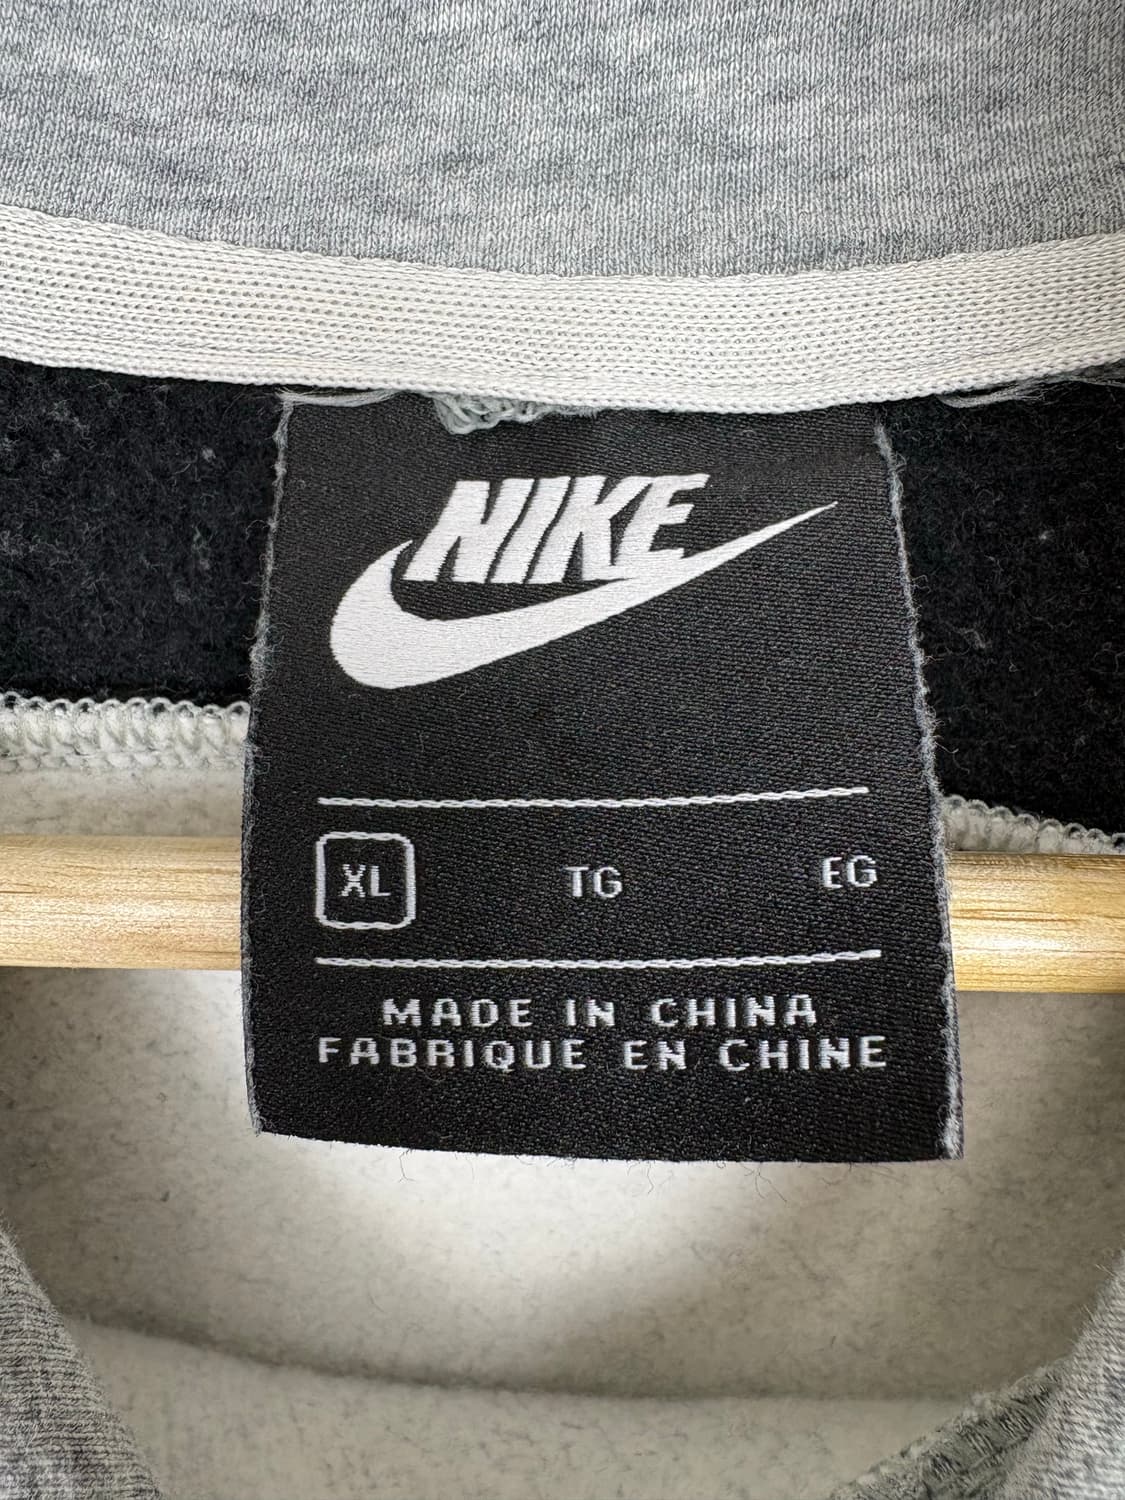 NIKE
XL TG EG
MADE IN CHINA
FABRIQUE EN CHINE